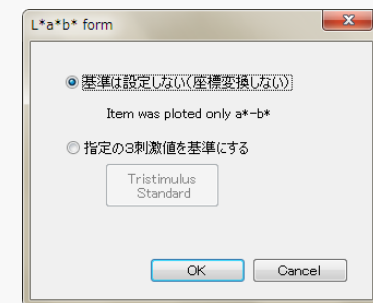 L*a*b* form
基準は設定しない(座標変換しない)
Item was ploted only a*-b*
指定の3刺激値を基準にする
Tristimulus
Standard
OK
Cancel